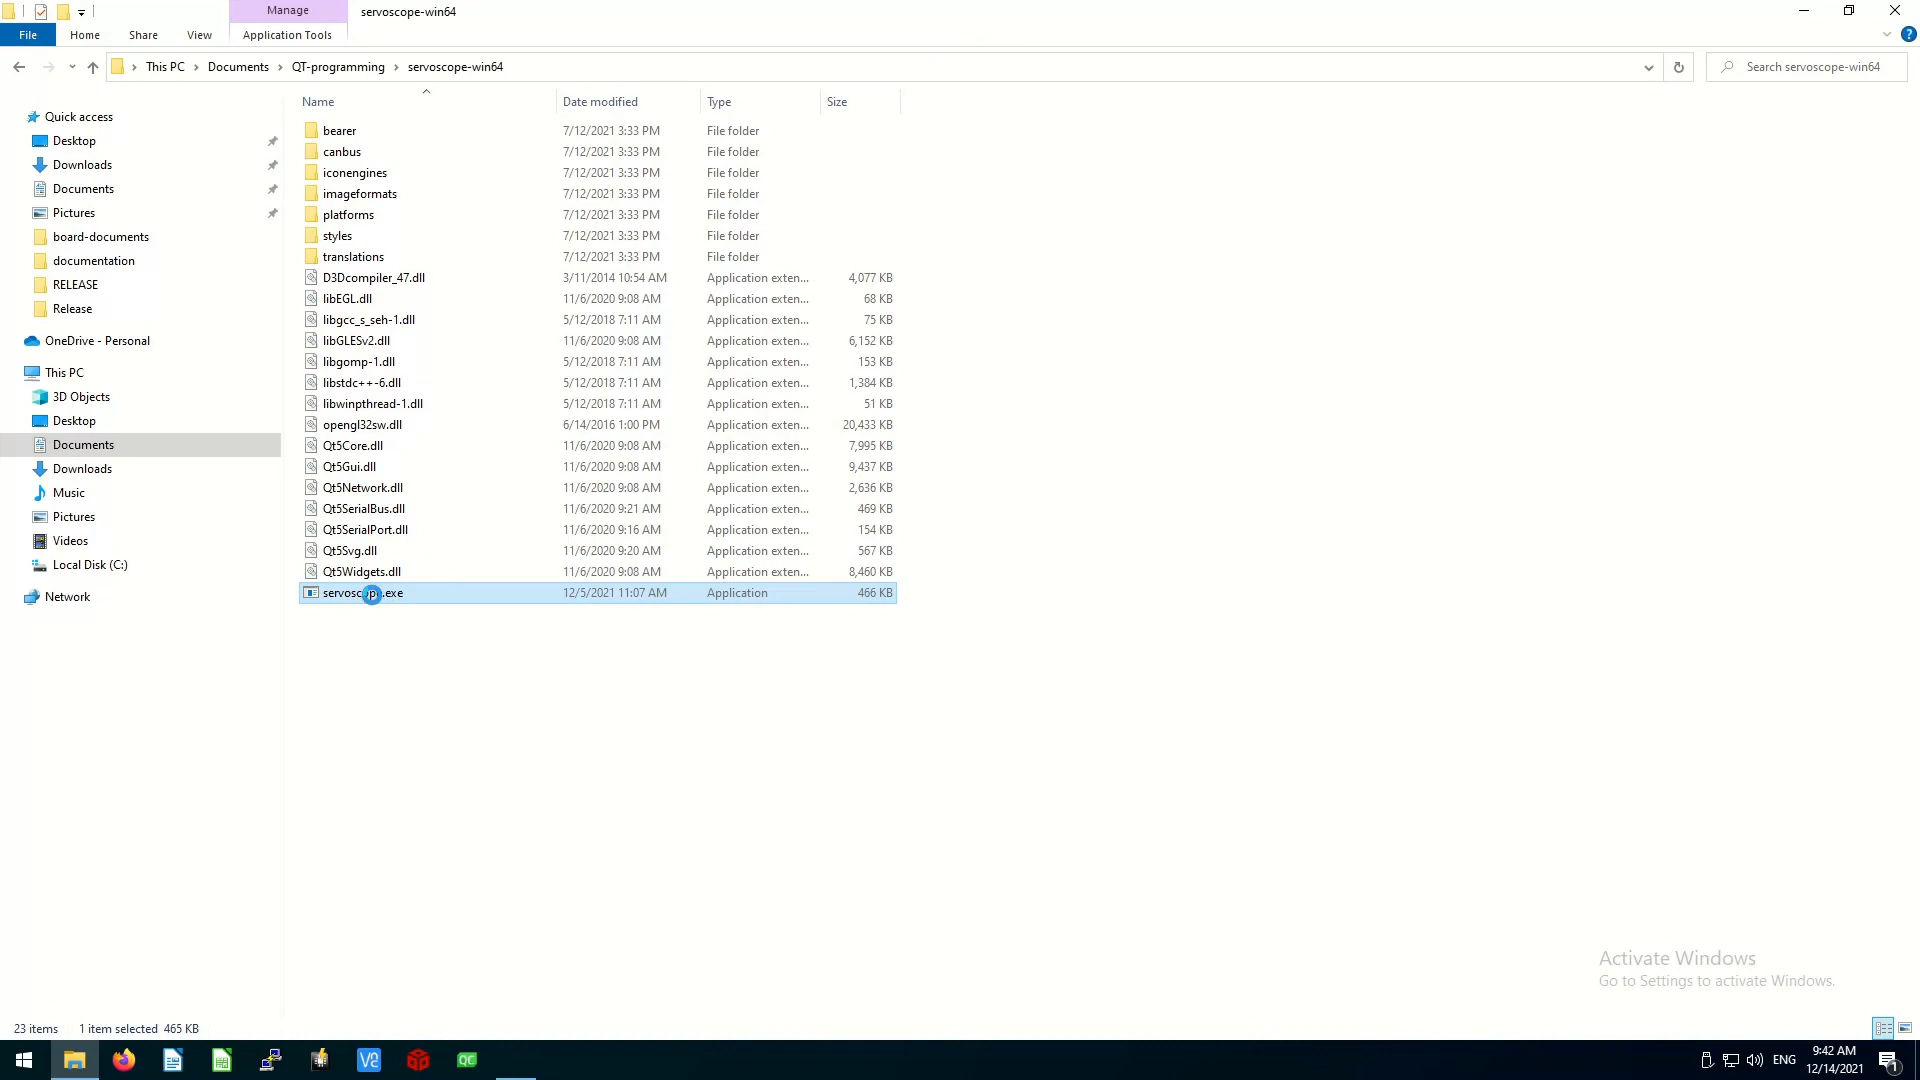 Manage
servoscope-win64
File
Home
Share
View
Application Tools
This PC
Documents
QT-programming
servoscope-win64
Search servoscope-win64
Name
Date modified
Type
Size
Quick access
Desktop
Downloads
Documents
Pictures
board-documents
documentation
RELEASE
Release
OneDrive - Personal
This PC
3D Objects
Desktop
Documents
Downloads
Music
Pictures
Videos
Local Disk (C:)
Network
bearer 7/12/2021 3:33 PM File folder
canbus 7/12/2021 3:33 PM File folder
iconengines 7/12/2021 3:33 PM File folder
imageformats 7/12/2021 3:33 PM File folder
platforms 7/12/2021 3:33 PM File folder
styles 7/12/2021 3:33 PM File folder
translations 7/12/2021 3:33 PM File folder
D3Dcompiler_47.dll 3/11/2014 10:54 AM Application exten... 4,077 KB
libEGL.dll 11/6/2020 9:08 AM Application exten... 68 KB
libgcc_s_seh-1.dll 5/12/2018 7:11 AM Application exten... 75 KB
libGLESv2.dll 11/6/2020 9:08 AM Application exten... 6,152 KB
libgomp-1.dll 5/12/2018 7:11 AM Application exten... 153 KB
libstdc++-6.dll 5/12/2018 7:11 AM Application exten... 1,384 KB
libwinpthread-1.dll 5/12/2018 7:11 AM Application exten... 51 KB
opengl32sw.dll 6/14/2016 1:00 PM Application exten... 20,433 KB
Qt5Core.dll 11/6/2020 9:08 AM Application exten... 7,995 KB
Qt5Gui.dll 11/6/2020 9:08 AM Application exten... 9,437 KB
Qt5Network.dll 11/6/2020 9:08 AM Application exten... 2,636 KB
Qt5SerialBus.dll 11/6/2020 9:21 AM Application exten... 469 KB
Qt5SerialPort.dll 11/6/2020 9:16 AM Application exten... 154 KB
Qt5Svg.dll 11/6/2020 9:20 AM Application exten... 567 KB
Qt5Widgets.dll 11/6/2020 9:08 AM Application exten... 8,460 KB
servoscope.exe 12/5/2021 11:07 AM Application 466 KB
Activate Windows
Go to Settings to activate Windows.
23 items
1 item selected 465 KB
QC
ENG
9:42 AM
12/14/2021
1